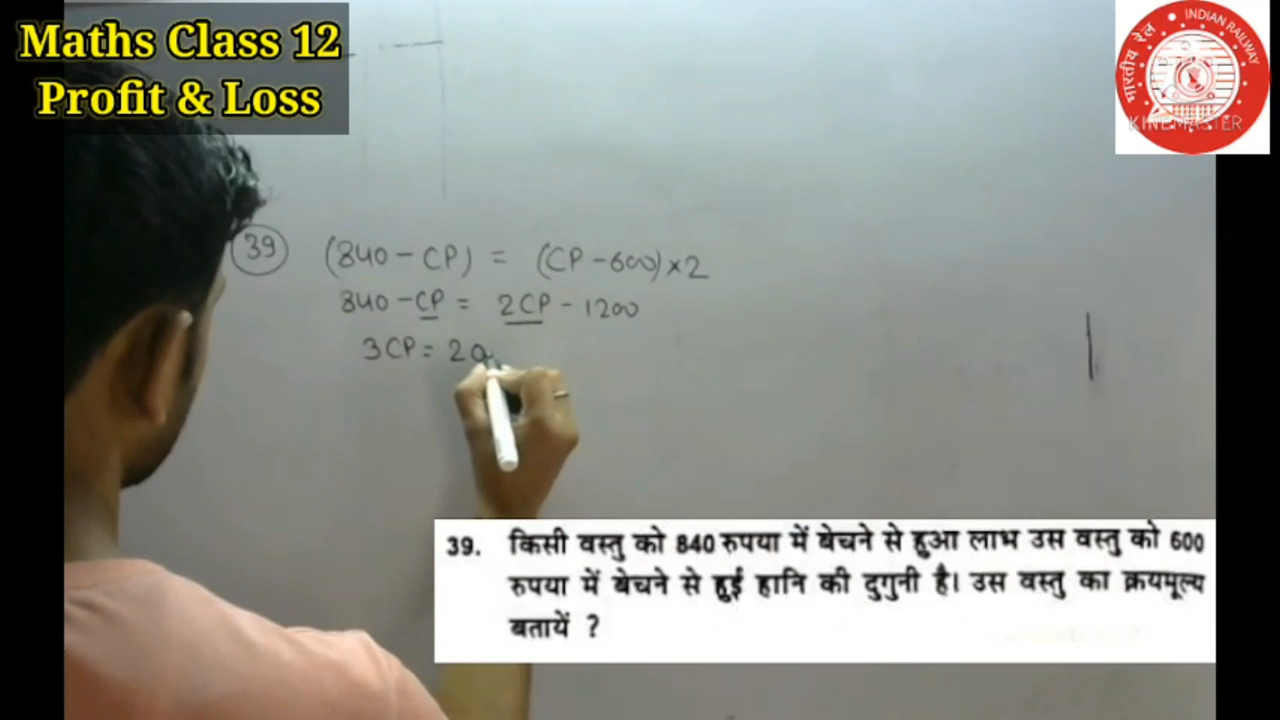 Maths Class 12
Profit & Loss
भारतीय रेल INDIAN RAILWAY
KINEMASTER
39 (840 - CP) = (CP - 600) × 2
840 - CP = 2CP - 1200
3CP = 20
39. किसी वस्तु को 840 रुपया में बेचने से हुआ लाभ उस वस्तु को 600
रुपया में बेचने से हुई हानि की दुगुनी है। उस वस्तु का क्रयमूल्य
बतायें ?